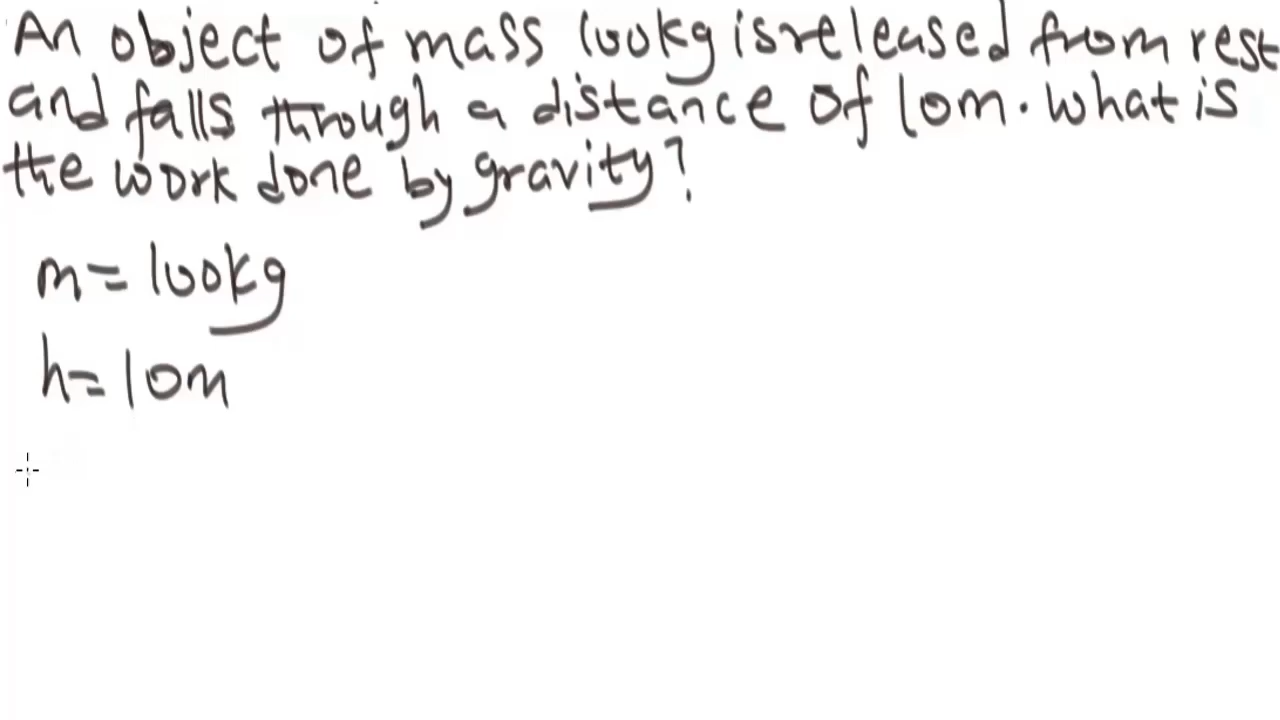 An object of mass 100kg is released from rest
and falls through a distance of 10m. what is
the work done by gravity?
m = 100kg
h = 10m